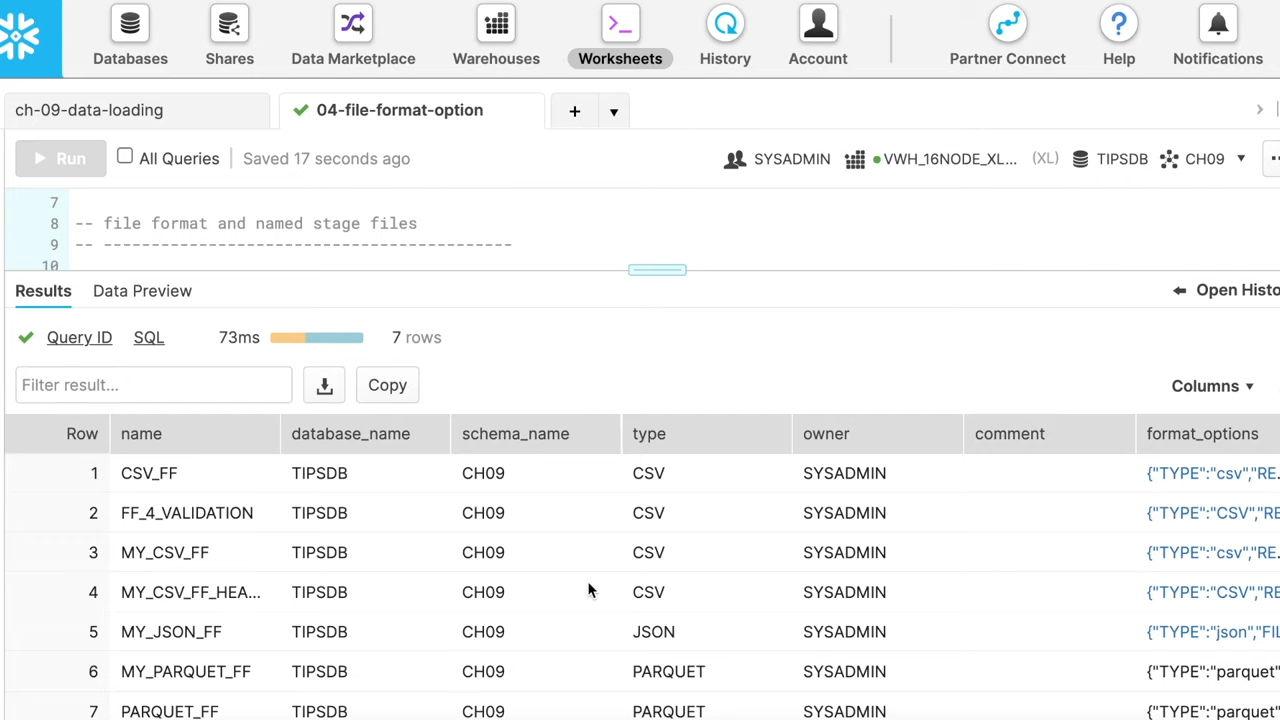 Databases Shares Data Marketplace Warehouses Worksheets History Account Partner Connect Help Notifications
ch-09-data-loading 04-file-format-option + ▼
Run All Queries Saved 17 seconds ago SYSADMIN VWH_16NODE_XL... (XL) TIPSDB CH09
7
8 -- file format and named stage files
9 -- -------------------------------------------
10
Results Data Preview Open Histo
Query ID SQL 73ms 7 rows
Filter result... Copy Columns
Row name database_name schema_name type owner comment format_options
1 CSV_FF TIPSDB CH09 CSV SYSADMIN {"TYPE":"csv","RE...
2 FF_4_VALIDATION TIPSDB CH09 CSV SYSADMIN {"TYPE":"CSV","RE
3 MY_CSV_FF TIPSDB CH09 CSV SYSADMIN {"TYPE":"csv","RE...
4 MY_CSV_FF_HEA... TIPSDB CH09 CSV SYSADMIN {"TYPE":"CSV","RE
5 MY_JSON_FF TIPSDB CH09 JSON SYSADMIN {"TYPE":"json","FIL
6 MY_PARQUET_FF TIPSDB CH09 PARQUET SYSADMIN {"TYPE":"parquet"
7 PARQUET_FF TIPSDB CH09 PARQUET SYSADMIN {"TYPE":"parquet"